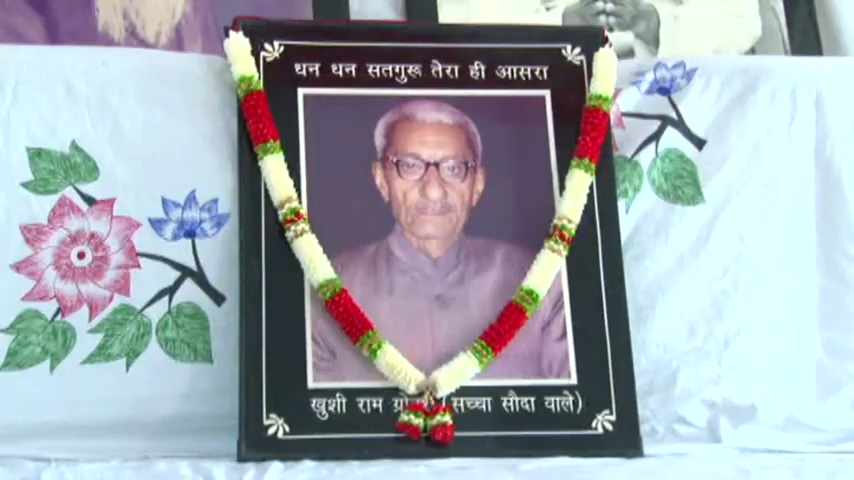 धन धन सतगुरू तेरा ही आसरा
खुशी राम (सच्चा सौदा वाले)